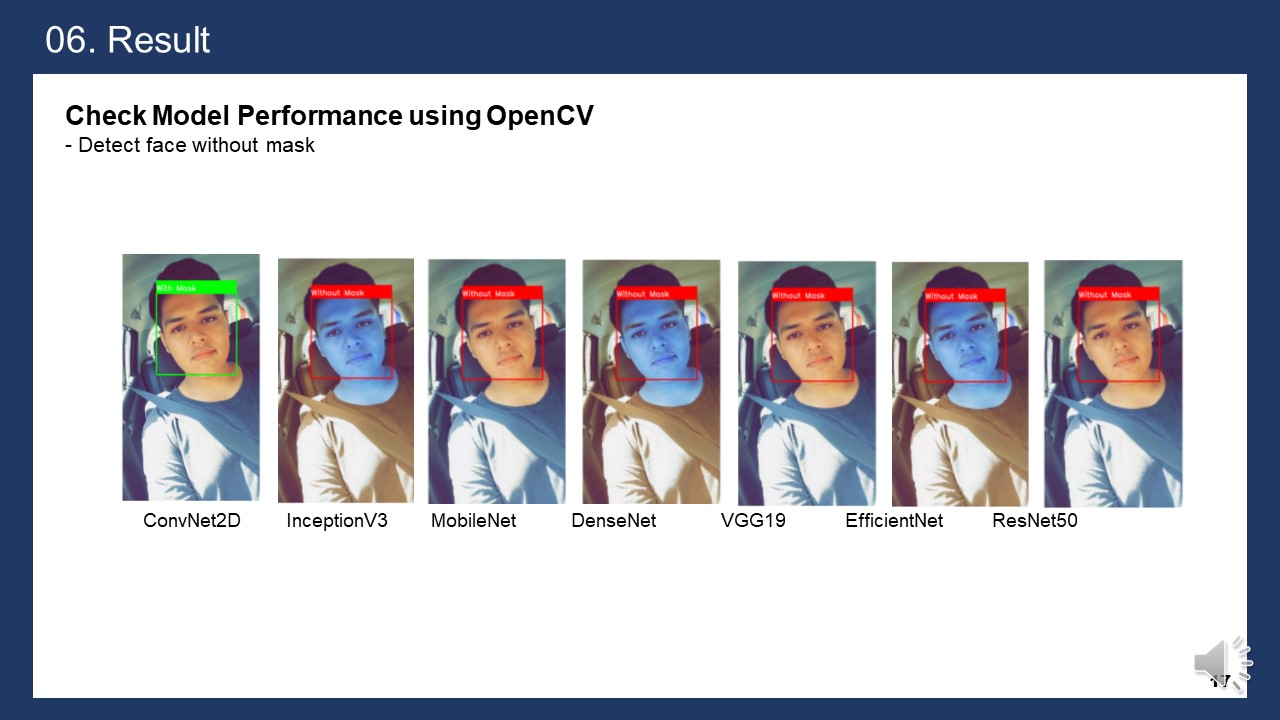 06. Result
Check Model Performance using OpenCV
- Detect face without mask
With Mask
Without Mask
Without Mask
Without Mask
Without Mask
Without Mask
Without Mask
ConvNet2D InceptionV3 MobileNet DenseNet VGG19 EfficientNet ResNet50
17